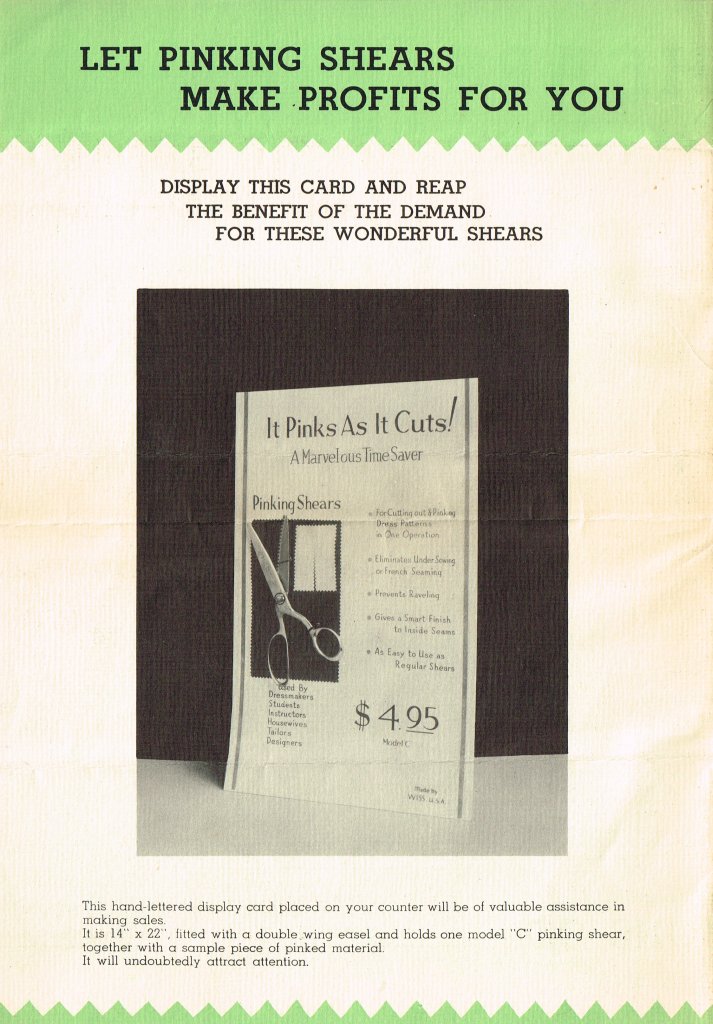 LET PINKING SHEARS
MAKE PROFITS FOR YOU
DISPLAY THIS CARD AND REAP
THE BENEFIT OF THE DEMAND
FOR THESE WONDERFUL SHEARS
It Pinks As It Cuts!
A Marvelous Time Saver
Pinking Shears
For Cutting out & Pinking
Dress Patterns
in One Operation
Eliminates Under Sewing
or French Seaming
Prevents Raveling
Gives a Smart Finish
to Inside Seams
As Easy to Use as
Regular Shears
Used By
Dressmakers
Students
Instructors
Housewives
Tailors
Designers
$4.95
Model "C"
Made By
WISS U.S.A.
This hand-lettered display card placed on your counter will be of valuable assistance in
making sales.
It is 14" x 22", fitted with a double wing easel and holds one model "C" pinking shear,
together with a sample piece of pinked material.
It will undoubtedly attract attention.